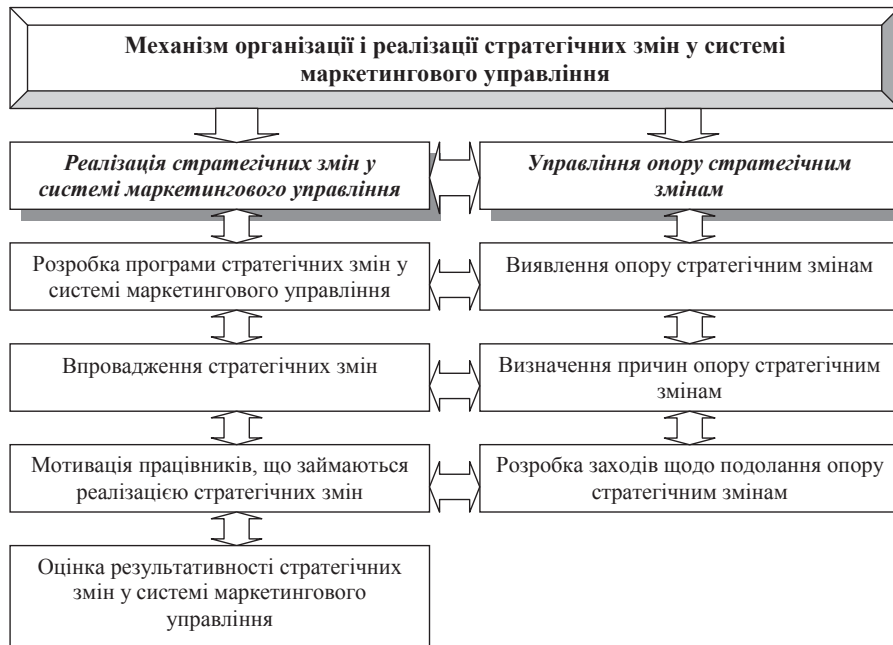 Механізм організації і реалізації стратегічних змін у системі
маркетингового управління
Реалізація стратегічних змін у
системі маркетингового управління
Управління опору стратегічним
змінам
Розробка програми стратегічних змін у
системі маркетингового управління
Виявлення опору стратегічним змінам
Впровадження стратегічних змін
Визначення причин опору стратегічним
змінам
Мотивація працівників, що займаються
реалізацією стратегічних змін
Розробка заходів щодо подолання опору
стратегічним змінам
Оцінка результативності стратегічних
змін у системі маркетингового
управління